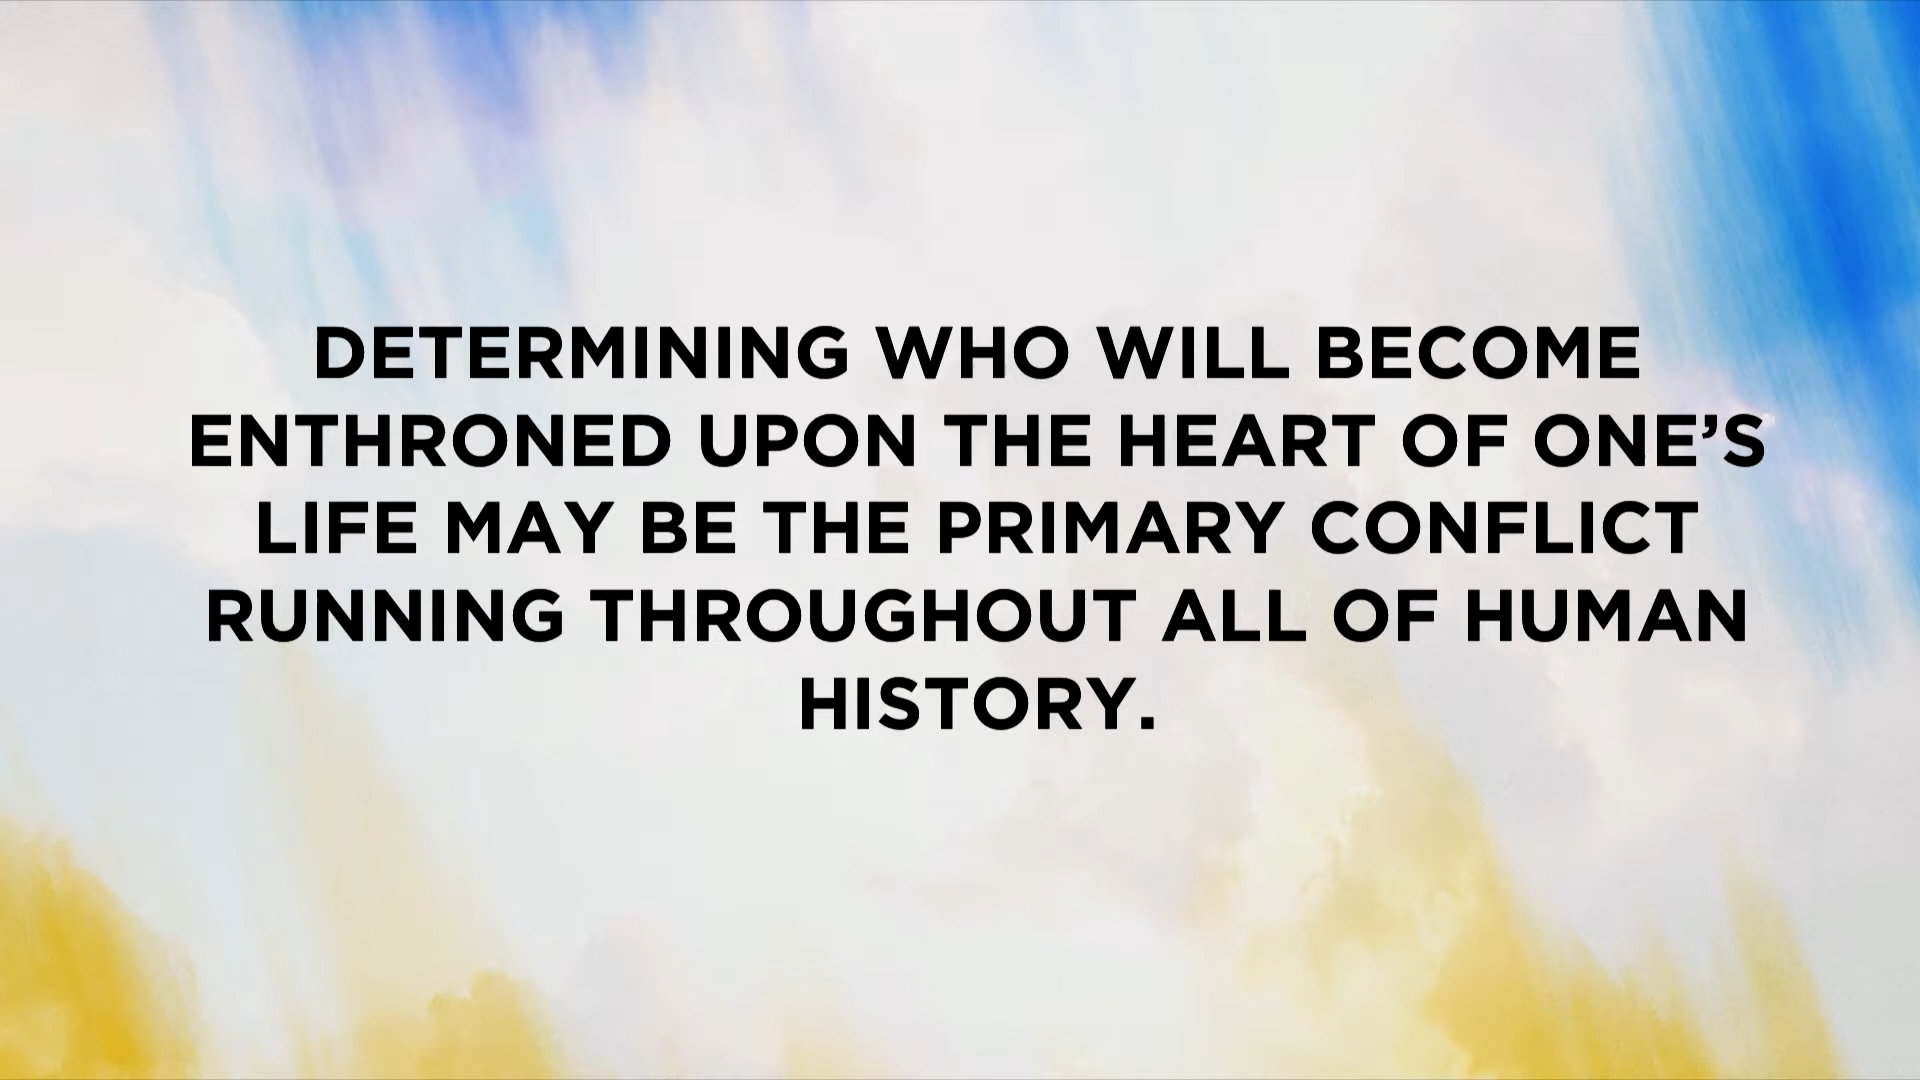 DETERMINING WHO WILL BECOME
ENTHRONED UPON THE HEART OF ONE’S
LIFE MAY BE THE PRIMARY CONFLICT
RUNNING THROUGHOUT ALL OF HUMAN
HISTORY.